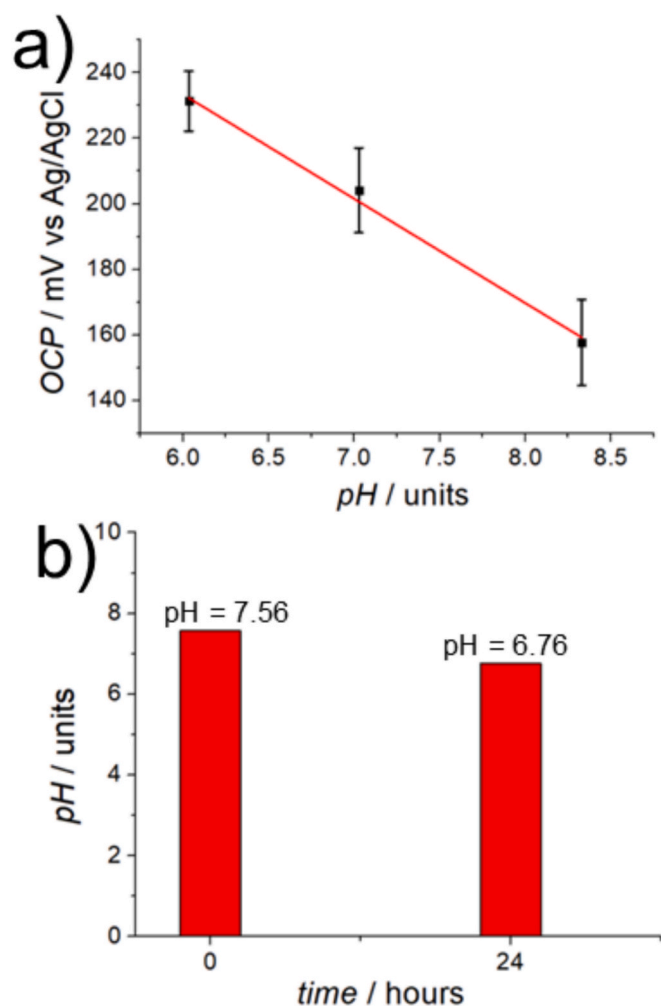 a)
240
220
200
180
160
140
OCP / mV vs Ag/AgCl
6.0 6.5 7.0 7.5 8.0 8.5
pH / units
b)
10
8
6
4
2
0
pH / units
pH = 7.56
pH = 6.76
0 24
time / hours